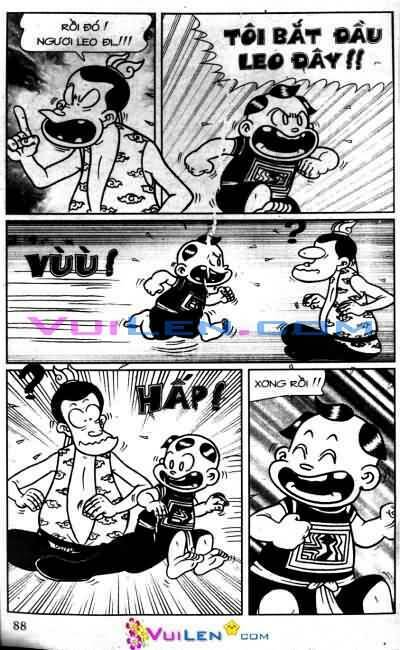 RỒI ĐÓ!
NGƯƠI LEO ĐI..!!!
TÔI BẮT ĐẦU
LEO ĐÂY!!
?
VÙÙ!
VUILEN.COM
?
HẤP!
XONG RỒI!!
88
VUILEN.COM